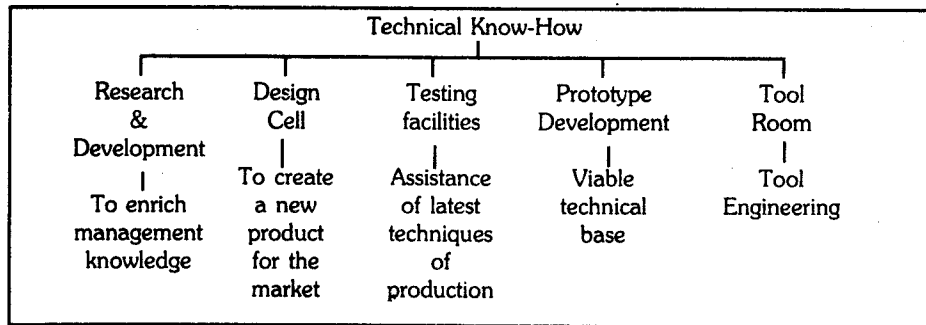 Technical Know-How
Research
&
Development
To enrich
management
knowledge
Design
Cell
To create
a new
product
for the
market
Testing
facilities
Assistance
of latest
techniques
of
production
Prototype
Development
Viable
technical
base
Tool
Room
Tool
Engineering